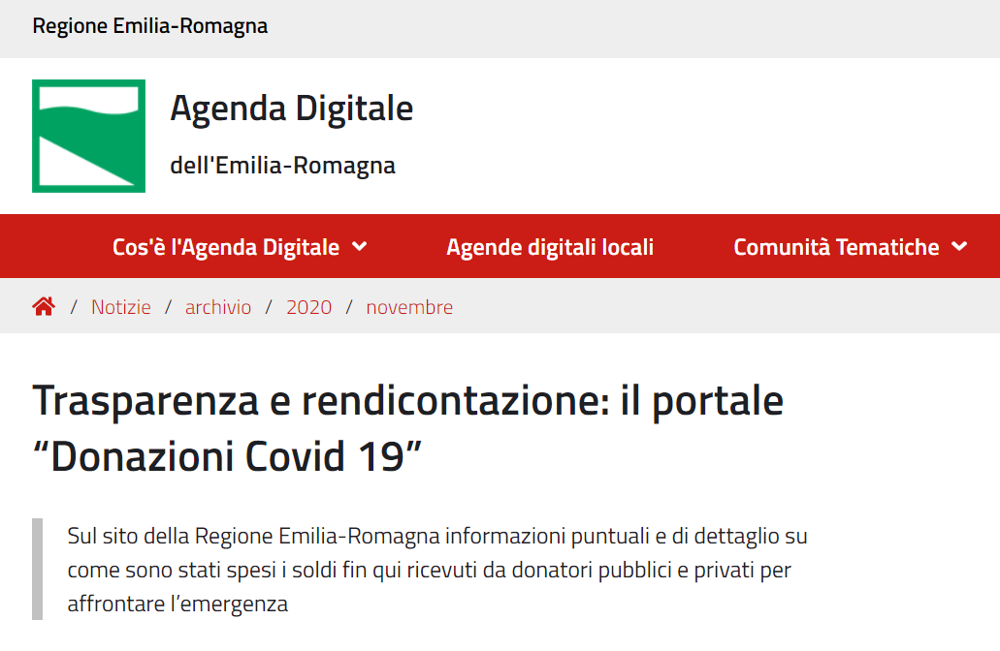 Regione Emilia-Romagna
Agenda Digitale
dell'Emilia-Romagna
Cos'è l'Agenda Digitale Agende digitali locali Comunità Tematiche
/ Notizie / archivio / 2020 / novembre
Trasparenza e rendicontazione: il portale
“Donazioni Covid 19”
Sul sito della Regione Emilia-Romagna informazioni puntuali e di dettaglio su
come sono stati spesi i soldi fin qui ricevuti da donatori pubblici e privati per
affrontare l’emergenza